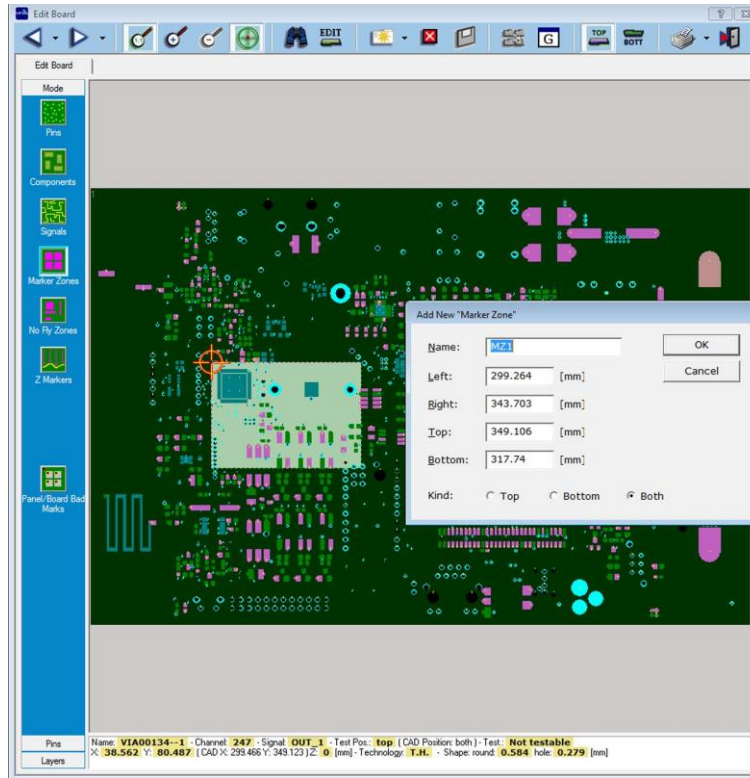 Edit Board
EDIT
G
TOP
BOTT
Edit Board
Mode
Pins
Components
Signals
Marker Zones
No Fly Zones
Z Markers
Panel/Board Bad
Marks
Pins
Layers
Add New "Marker Zone"
Name: MZ1 OK
Left: 299.264 [mm] Cancel
Right: 343.703 [mm]
Top: 349.106 [mm]
Bottom: 317.74 [mm]
Kind: Top Bottom Both
Name: VIA00134--1 - Channel: 247 - Signal: OUT_1 - Test Pos.: top ( CAD Position: both ) - Test.: Not testable
X: 38.562 Y: 80.487 ( CAD X: 299.466 Y: 349.123 ) Z: 0 [mm] - Technology: T.H. - Shape: round: 0.584 hole: 0.279 [mm]